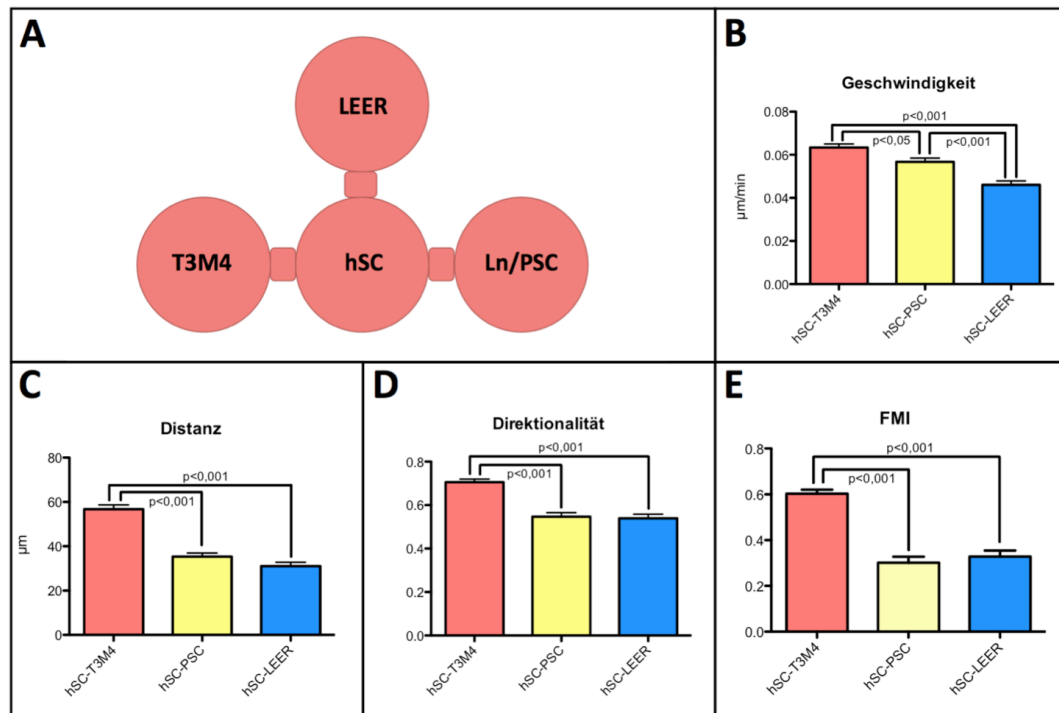 A
LEER
T3M4
hSC
Ln/PSC
B
Geschwindigkeit
p<0,001
p<0,05
p<0,001
0.08
0.06
0.04
0.02
0.00
µm/min
hSC-T3M4
hSC-PSC
hSC-LEER
C
Distanz
p<0,001
p<0,001
80
60
40
20
0
µm
hSC-T3M4
hSC-PSC
hSC-LEER
D
Direktionalität
p<0,001
p<0,001
0.8
0.6
0.4
0.2
0.0
hSC-T3M4
hSC-PSC
hSC-LEER
E
FMI
p<0,001
p<0,001
0.8
0.6
0.4
0.2
0.0
hSC-T3M4
hSC-PSC
hSC-LEER